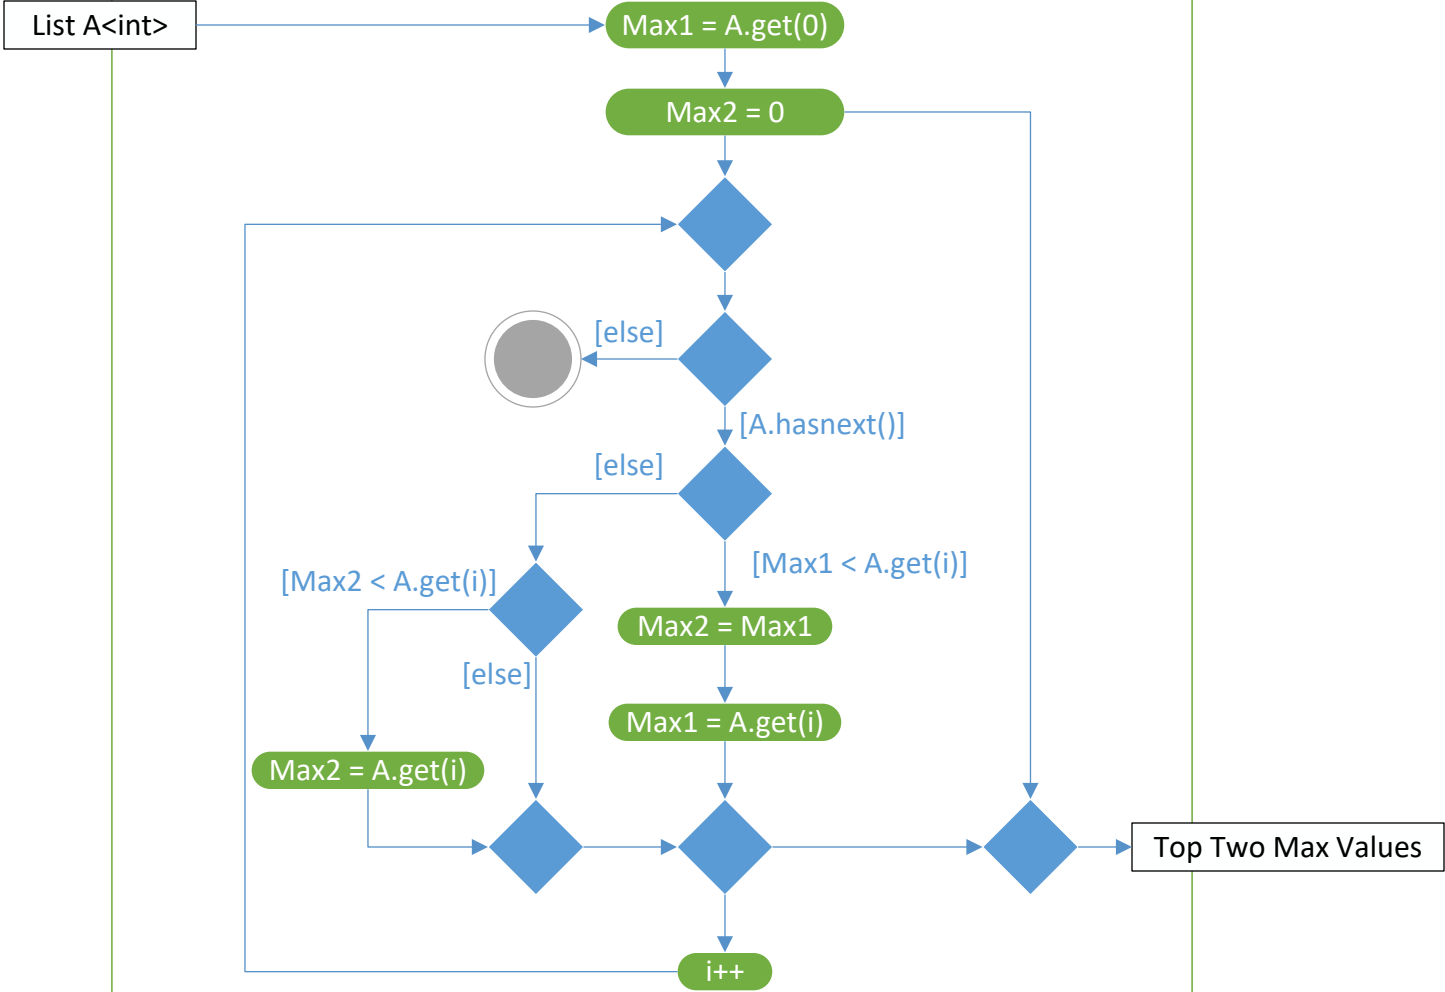 List A<int>
Max1 = A.get(0)
Max2 = 0
[else]
[A.hasnext()]
[else]
[Max1 < A.get(i)]
[Max2 < A.get(i)]
Max2 = Max1
[else]
Max1 = A.get(i)
Max2 = A.get(i)
Top Two Max Values
i++